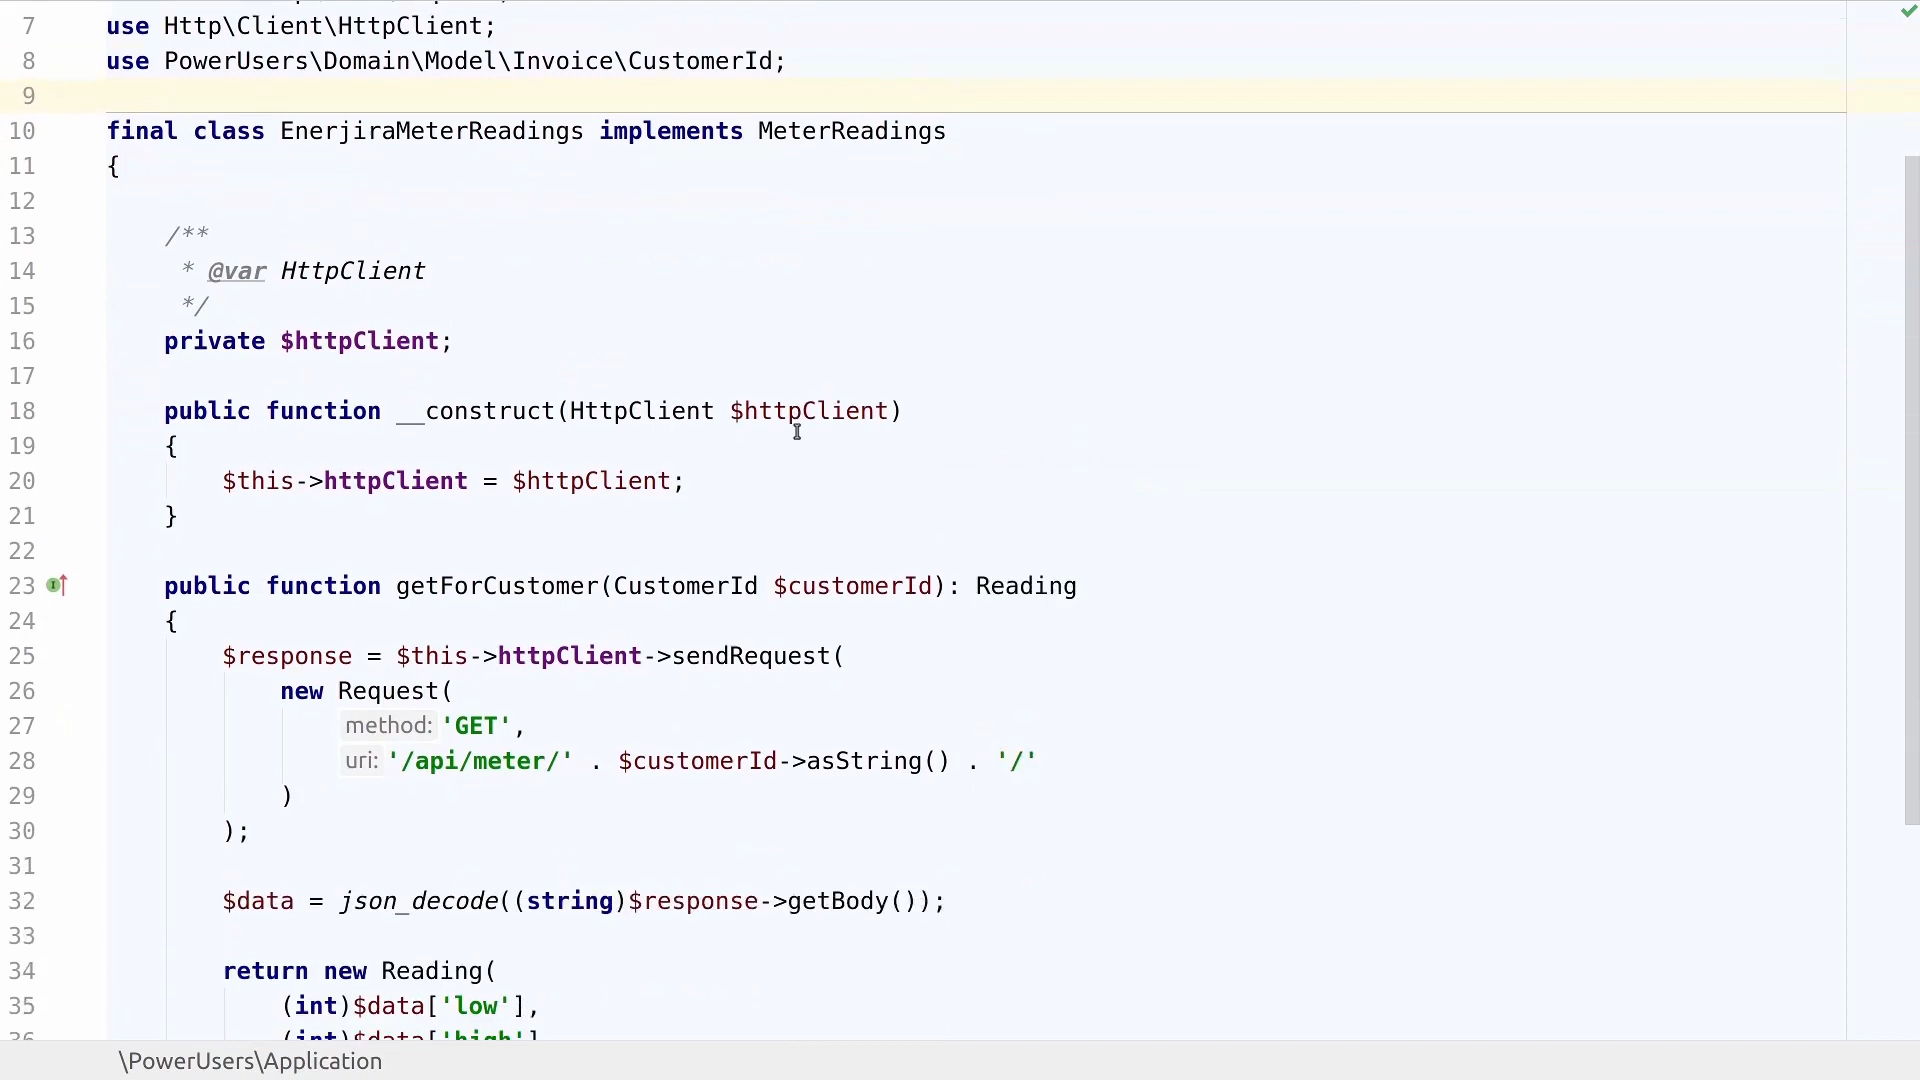 7 use Http\Client\HttpClient;
8 use PowerUsers\Domain\Model\Invoice\CustomerId;
9
10 final class EnerjiraMeterReadings implements MeterReadings
11 {
12
13 /**
14 * @var HttpClient
15 */
16 private $httpClient;
17
18 public function __construct(HttpClient $httpClient)
19 {
20 $this->httpClient = $httpClient;
21 }
22
23 public function getForCustomer(CustomerId $customerId): Reading
24 {
25 $response = $this->httpClient->sendRequest(
26 new Request(
27 method: 'GET',
28 uri: '/api/meter/' . $customerId->asString() . '/'
29 )
30 );
31
32 $data = json_decode((string)$response->getBody());
33
34 return new Reading(
35 (int)$data['low'],
36 (int)$data['high']
\PowerUsers\Application